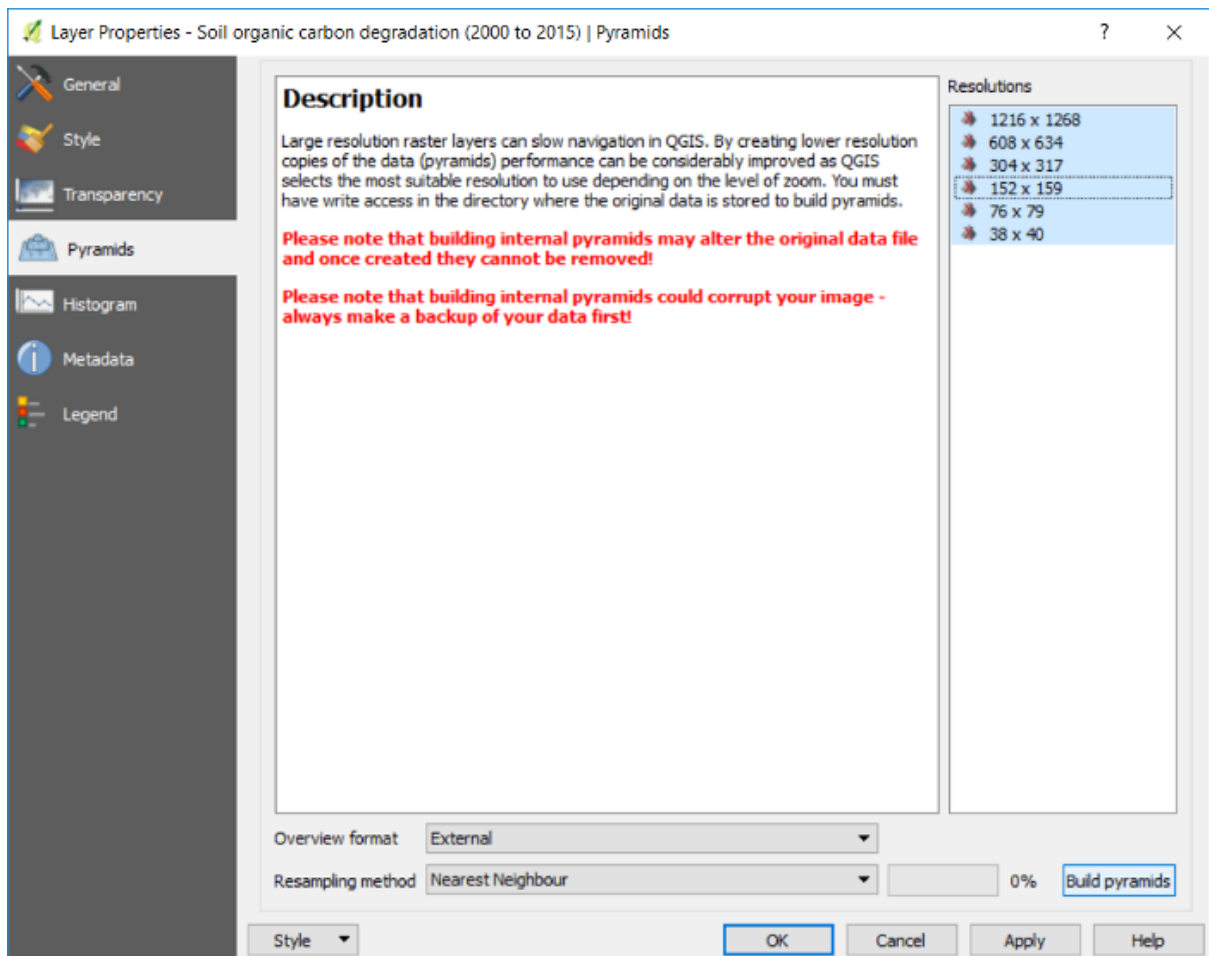 Layer Properties - Soil organic carbon degradation (2000 to 2015) | Pyramids
?
General
Style
Transparency
Pyramids
Histogram
Metadata
Legend
Description
Large resolution raster layers can slow navigation in QGIS. By creating lower resolution
copies of the data (pyramids) performance can be considerably improved as QGIS
selects the most suitable resolution to use depending on the level of zoom. You must
have write access in the directory where the original data is stored to build pyramids.
Please note that building internal pyramids may alter the original data file
and once created they cannot be removed!
Please note that building internal pyramids could corrupt your image -
always make a backup of your data first!
Resolutions
1216 x 1268
608 x 634
304 x 317
152 x 159
76 x 79
38 x 40
Overview format External
Resampling method Nearest Neighbour 0% Build pyramids
Style OK Cancel Apply Help